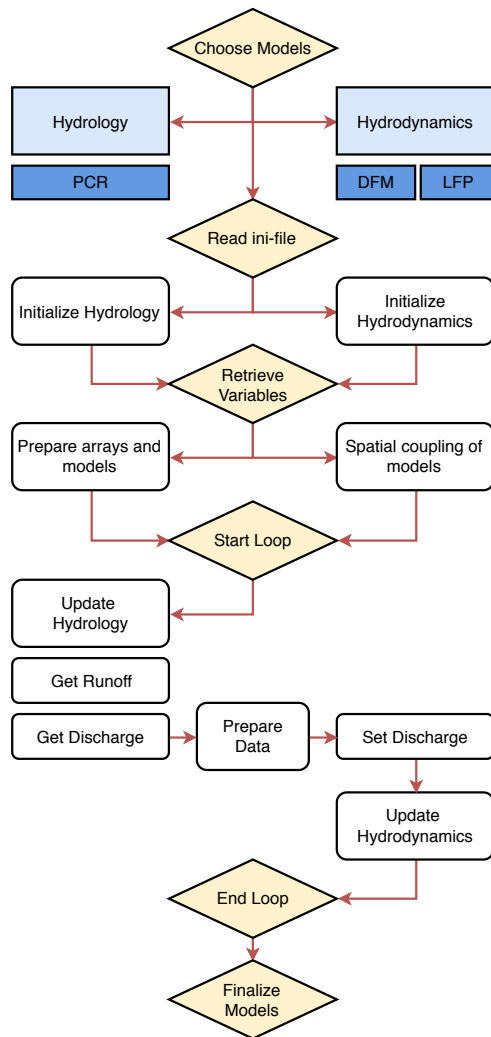 Choose Models
Hydrology
Hydrodynamics
PCR
DFM
LFP
Read ini-file
Initialize Hydrology
Initialize
Hydrodynamics
Retrieve
Variables
Prepare arrays and
models
Spatial coupling of
models
Start Loop
Update
Hydrology
Get Runoff
Get Discharge
Prepare
Data
Set Discharge
Update
Hydrodynamics
End Loop
Finalize
Models